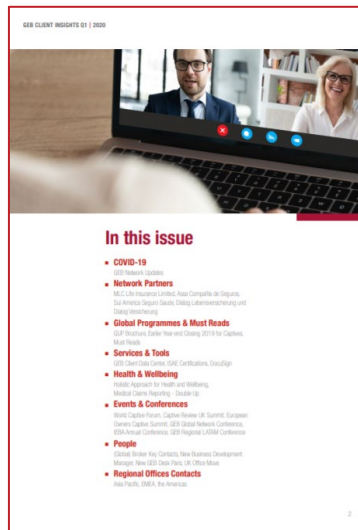 GEB CLIENT INSIGHTS Q1 | 2020
In this issue
COVID-19
GEB Network Updates
Network Partners
MLC Life Insurance Limited, Assa Compañía de Seguros,
Sul America Seguro Saude, Dialog Lebensversicherung und
Dialog Versicherung
Global Programmes & Must Reads
GUP Brochure, Earlier Year-end Closing 2019 for Captives,
Must Reads
Services & Tools
GEB Client Data Center, ISAE Certifications, DocuSign
Health & Wellbeing
Holistic Approach for Health and Wellbeing,
Medical Claims Reporting - Double Up
Events & Conferences
World Captive Forum, Captive Review UK Summit, European
Owners Captive Summit, GEB Global Network Conference,
IEBA Annual Conference, GEB Regional LATAM Conference
People
(Global) Broker Key Contacts, New Business Development
Manager, New GEB Desk Paris, UK Office Move
Regional Offices Contacts
Asia Pacific, EMEA, the Americas
2